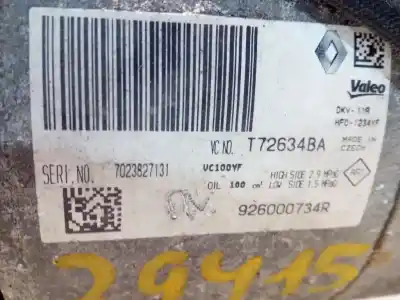 Valeo
DKV-11R
HFO-1234YF
VC NO. T72634BA
MADE IN
CZECH
SERI.NO. 7023827131
VC100YF
HIGH SIDE 2.9 MPaG
OIL 100 cm³ LOW SIDE 1.5 MPaG
926000734R
29415